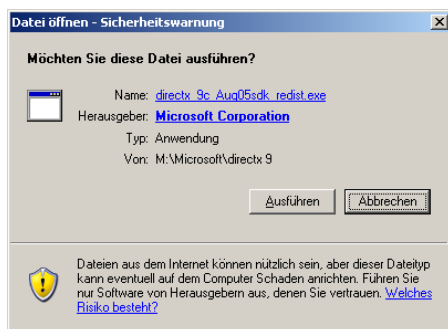 Datei öffnen - Sicherheitswarnung
Möchten Sie diese Datei ausführen?
Name: directx_9c_Aug05sdk_redist.exe
Herausgeber: Microsoft Corporation
Typ: Anwendung
Von: M:\Microsoft\directx 9
Ausführen Abbrechen
Dateien aus dem Internet können nützlich sein, aber dieser Dateityp
kann eventuell auf dem Computer Schaden anrichten. Führen Sie
nur Software von Herausgebern aus, denen Sie vertrauen. Welches
Risiko besteht?